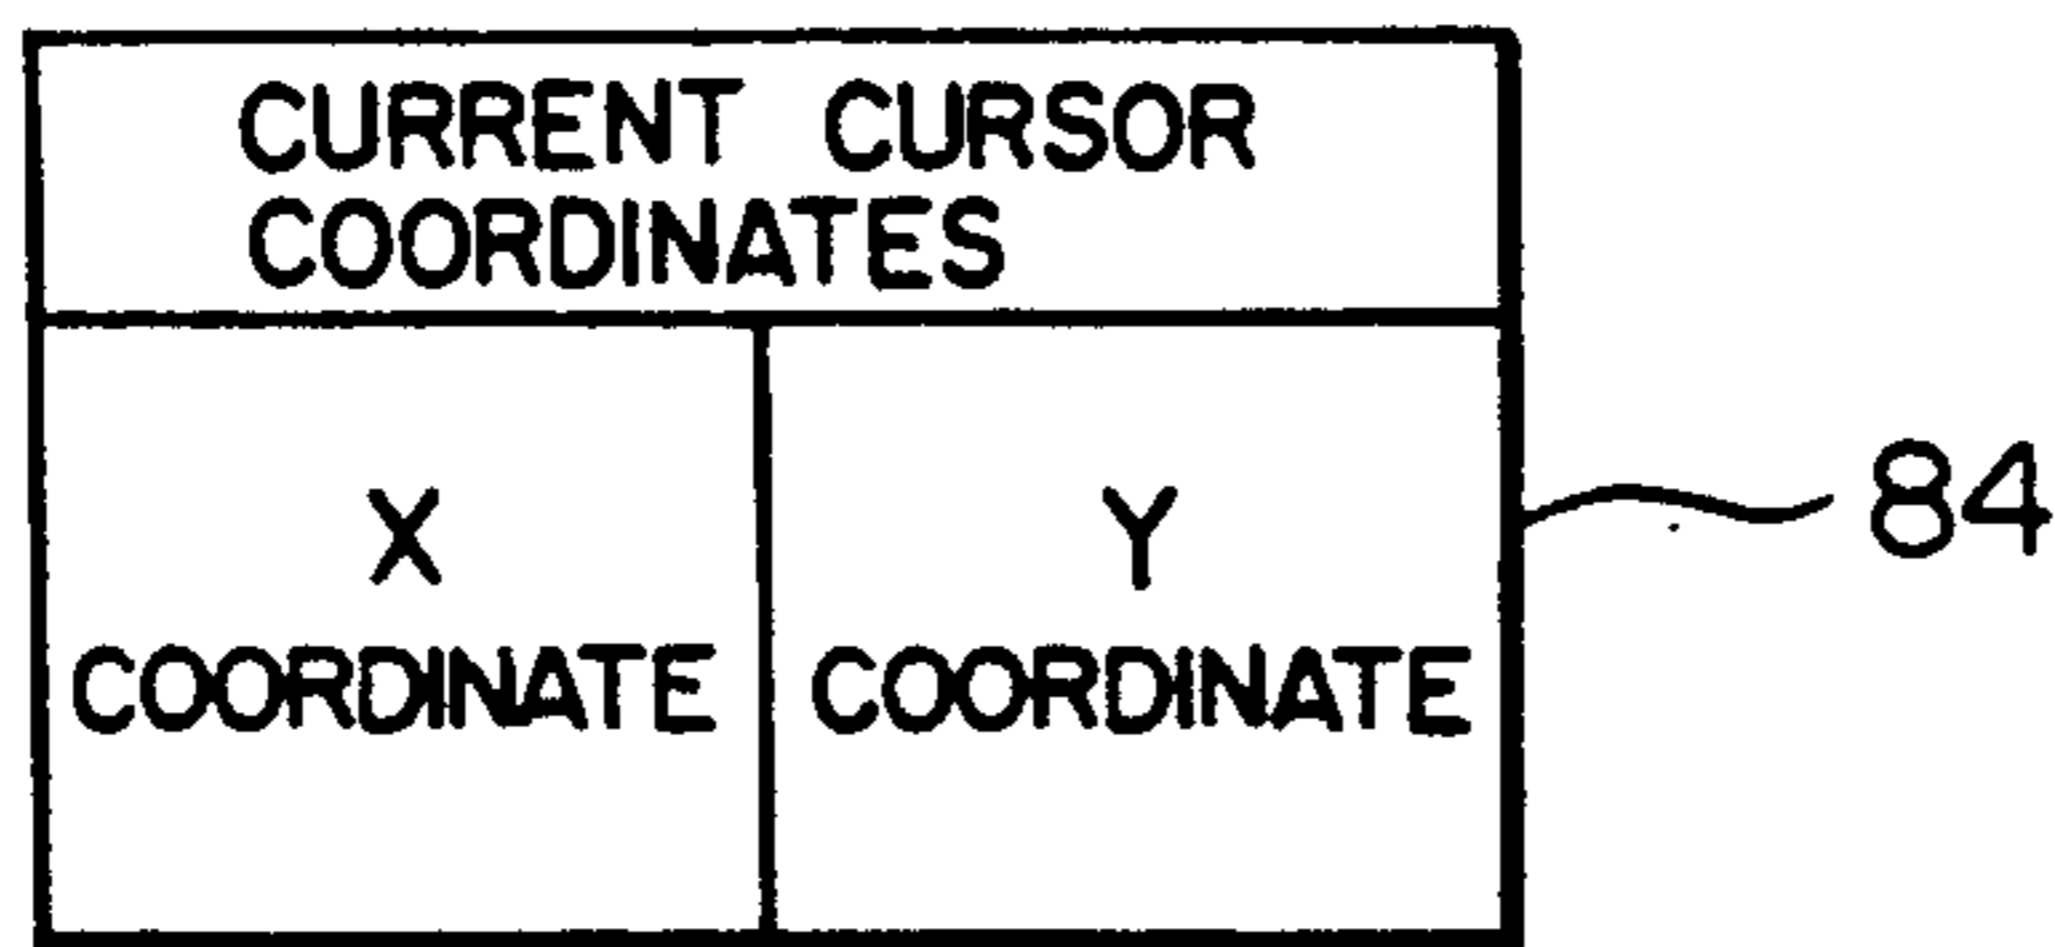 CURRENT CURSOR
COORDINATES
X
COORDINATE
Y
COORDINATE
84